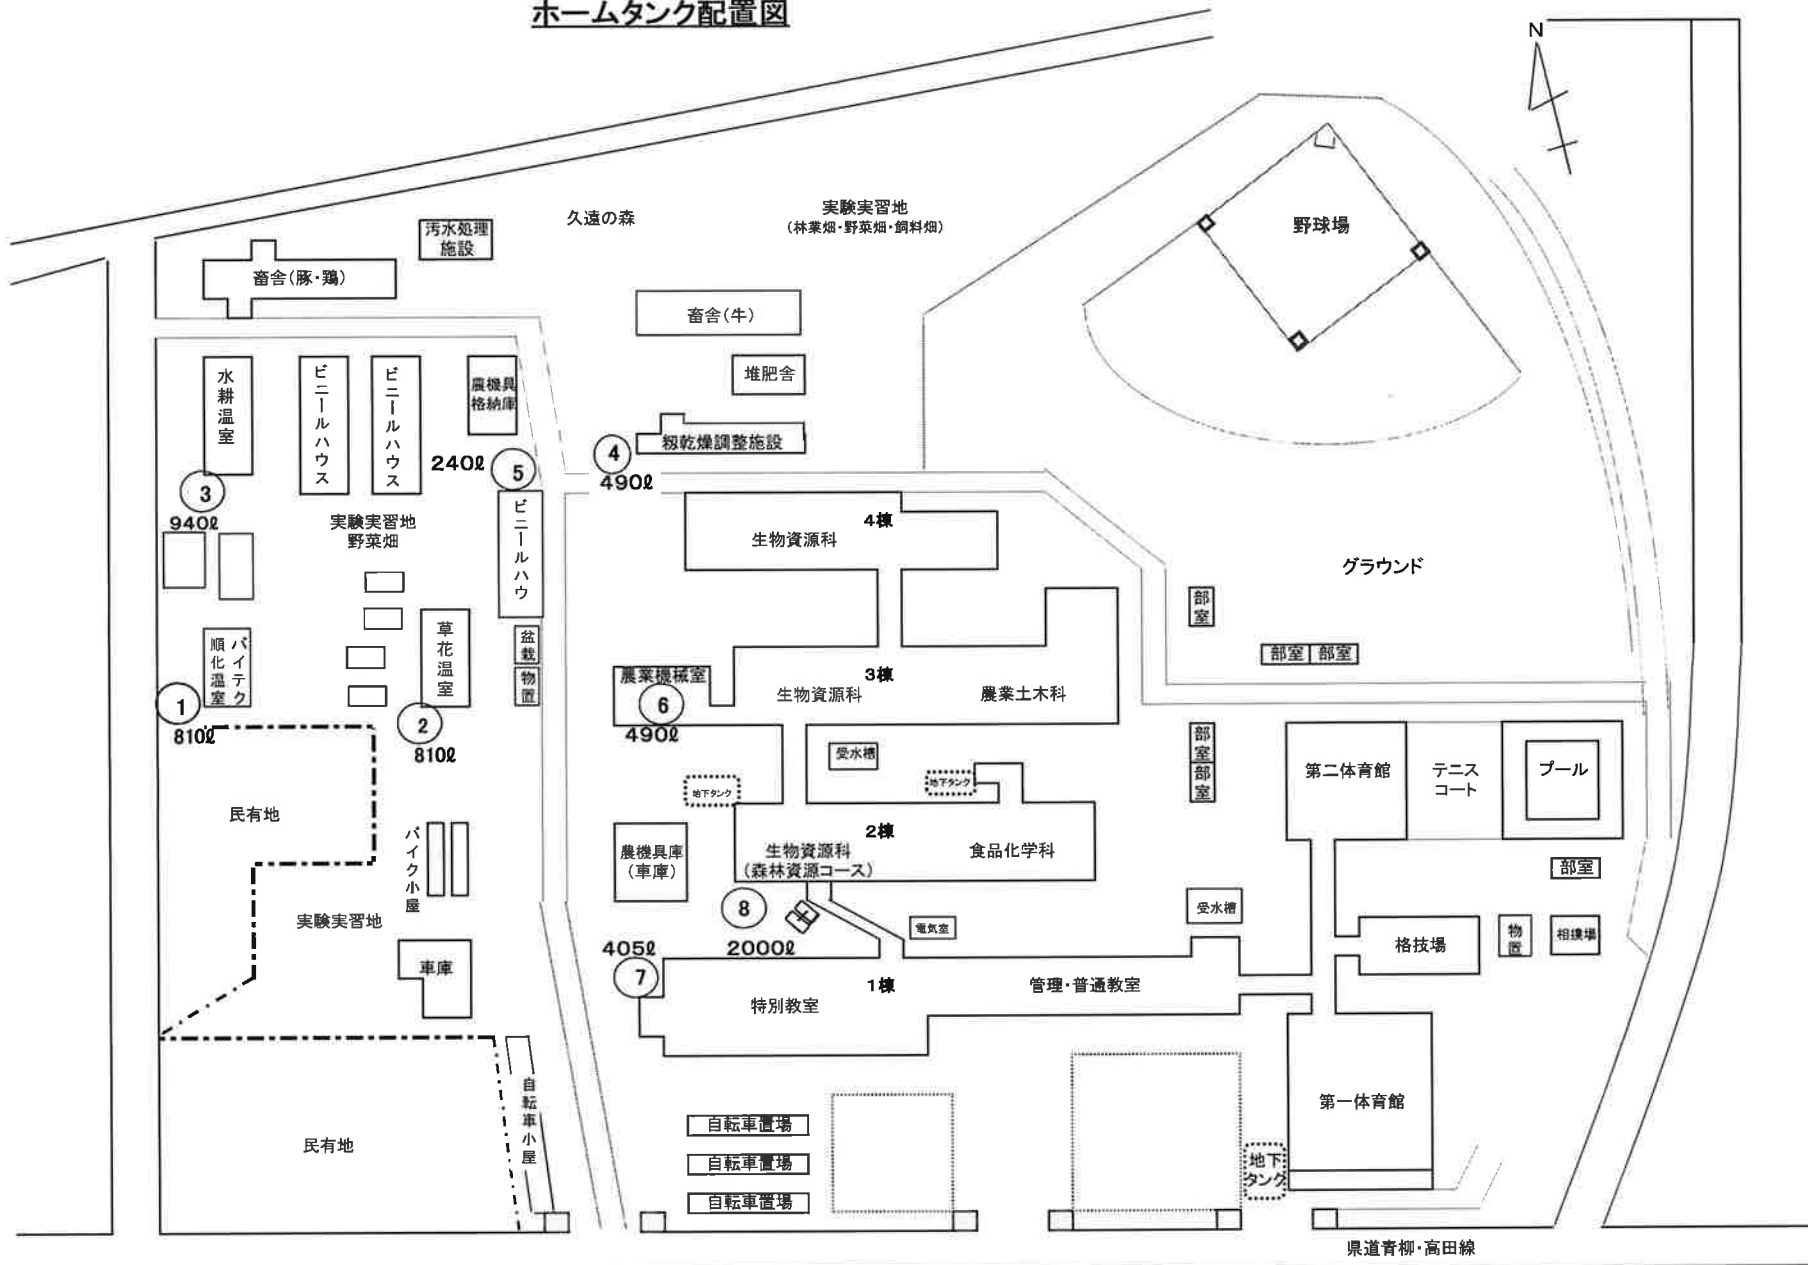 ホームタンク配置図
N
久遠の森
実験実習地
(林業畑・野菜畑・飼料畑)
野球場
汚水処理
施設
畜舎(豚・鶏)
畜舎(牛)
堆肥舎
籾乾燥調整施設
水耕温室
ビニールハウス
ビニールハウス
農機具
格納庫
240ℓ
5
4
490ℓ
3
940ℓ
実験実習地
野菜畑
ビニールハウ
4棟
生物資源科
グラウンド
部室
部室
部室
バイテク
順化温室
草花温室
盆栽
物置
農業機械室
3棟
生物資源科
農業土木科
1
810ℓ
2
810ℓ
6
490ℓ
受水槽
地下タンク
地下タンク
部室
部室
第二体育館
テニス
コート
プール
民有地
バイク小屋
農機具庫
(車庫)
2棟
生物資源科
(森林資源コース)
食品化学科
部室
8
2000ℓ
電気室
受水槽
実験実習地
車庫
405ℓ
7
1棟
特別教室
管理・普通教室
格技場
物置
相撲場
民有地
自転車小屋
自転車置場
自転車置場
自転車置場
第一体育館
地下
タンク
県道青柳・高田線